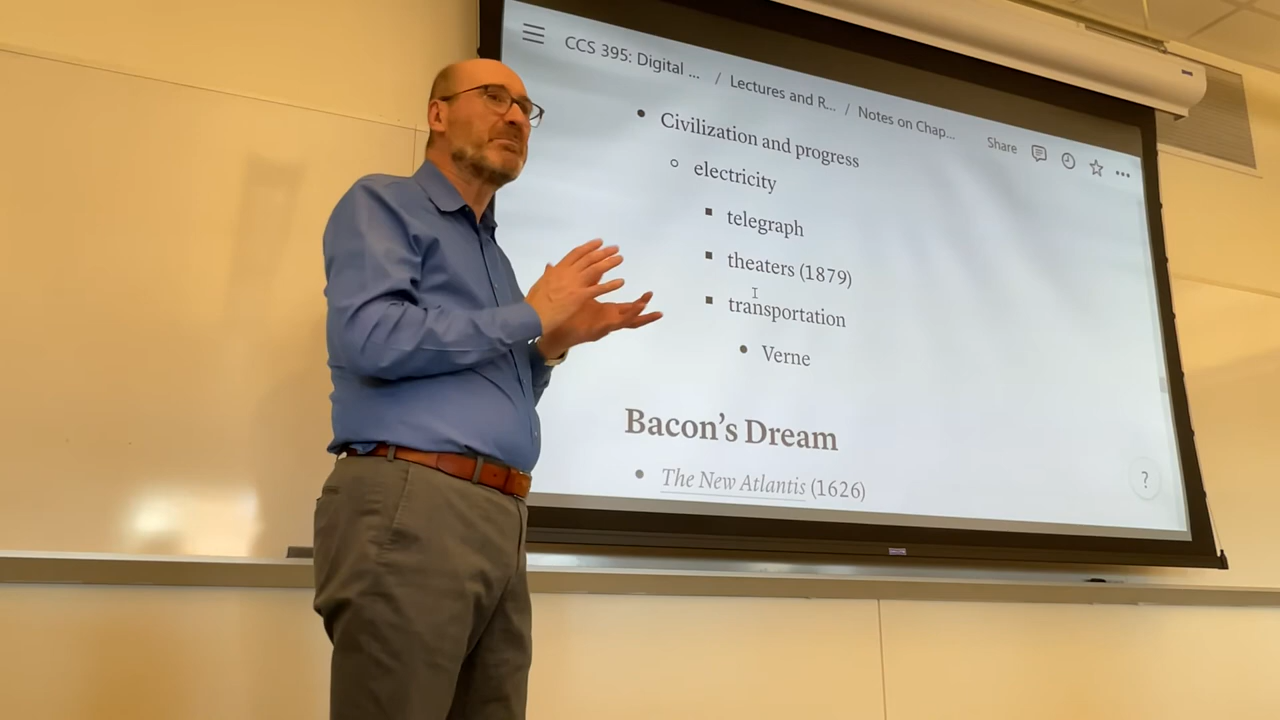 CCS 395: Digital ... / Lectures and R... / Notes on Chap... Share
Civilization and progress
electricity
telegraph
theaters (1879)
transportation
Verne
Bacon's Dream
The New Atlantis (1626)
?